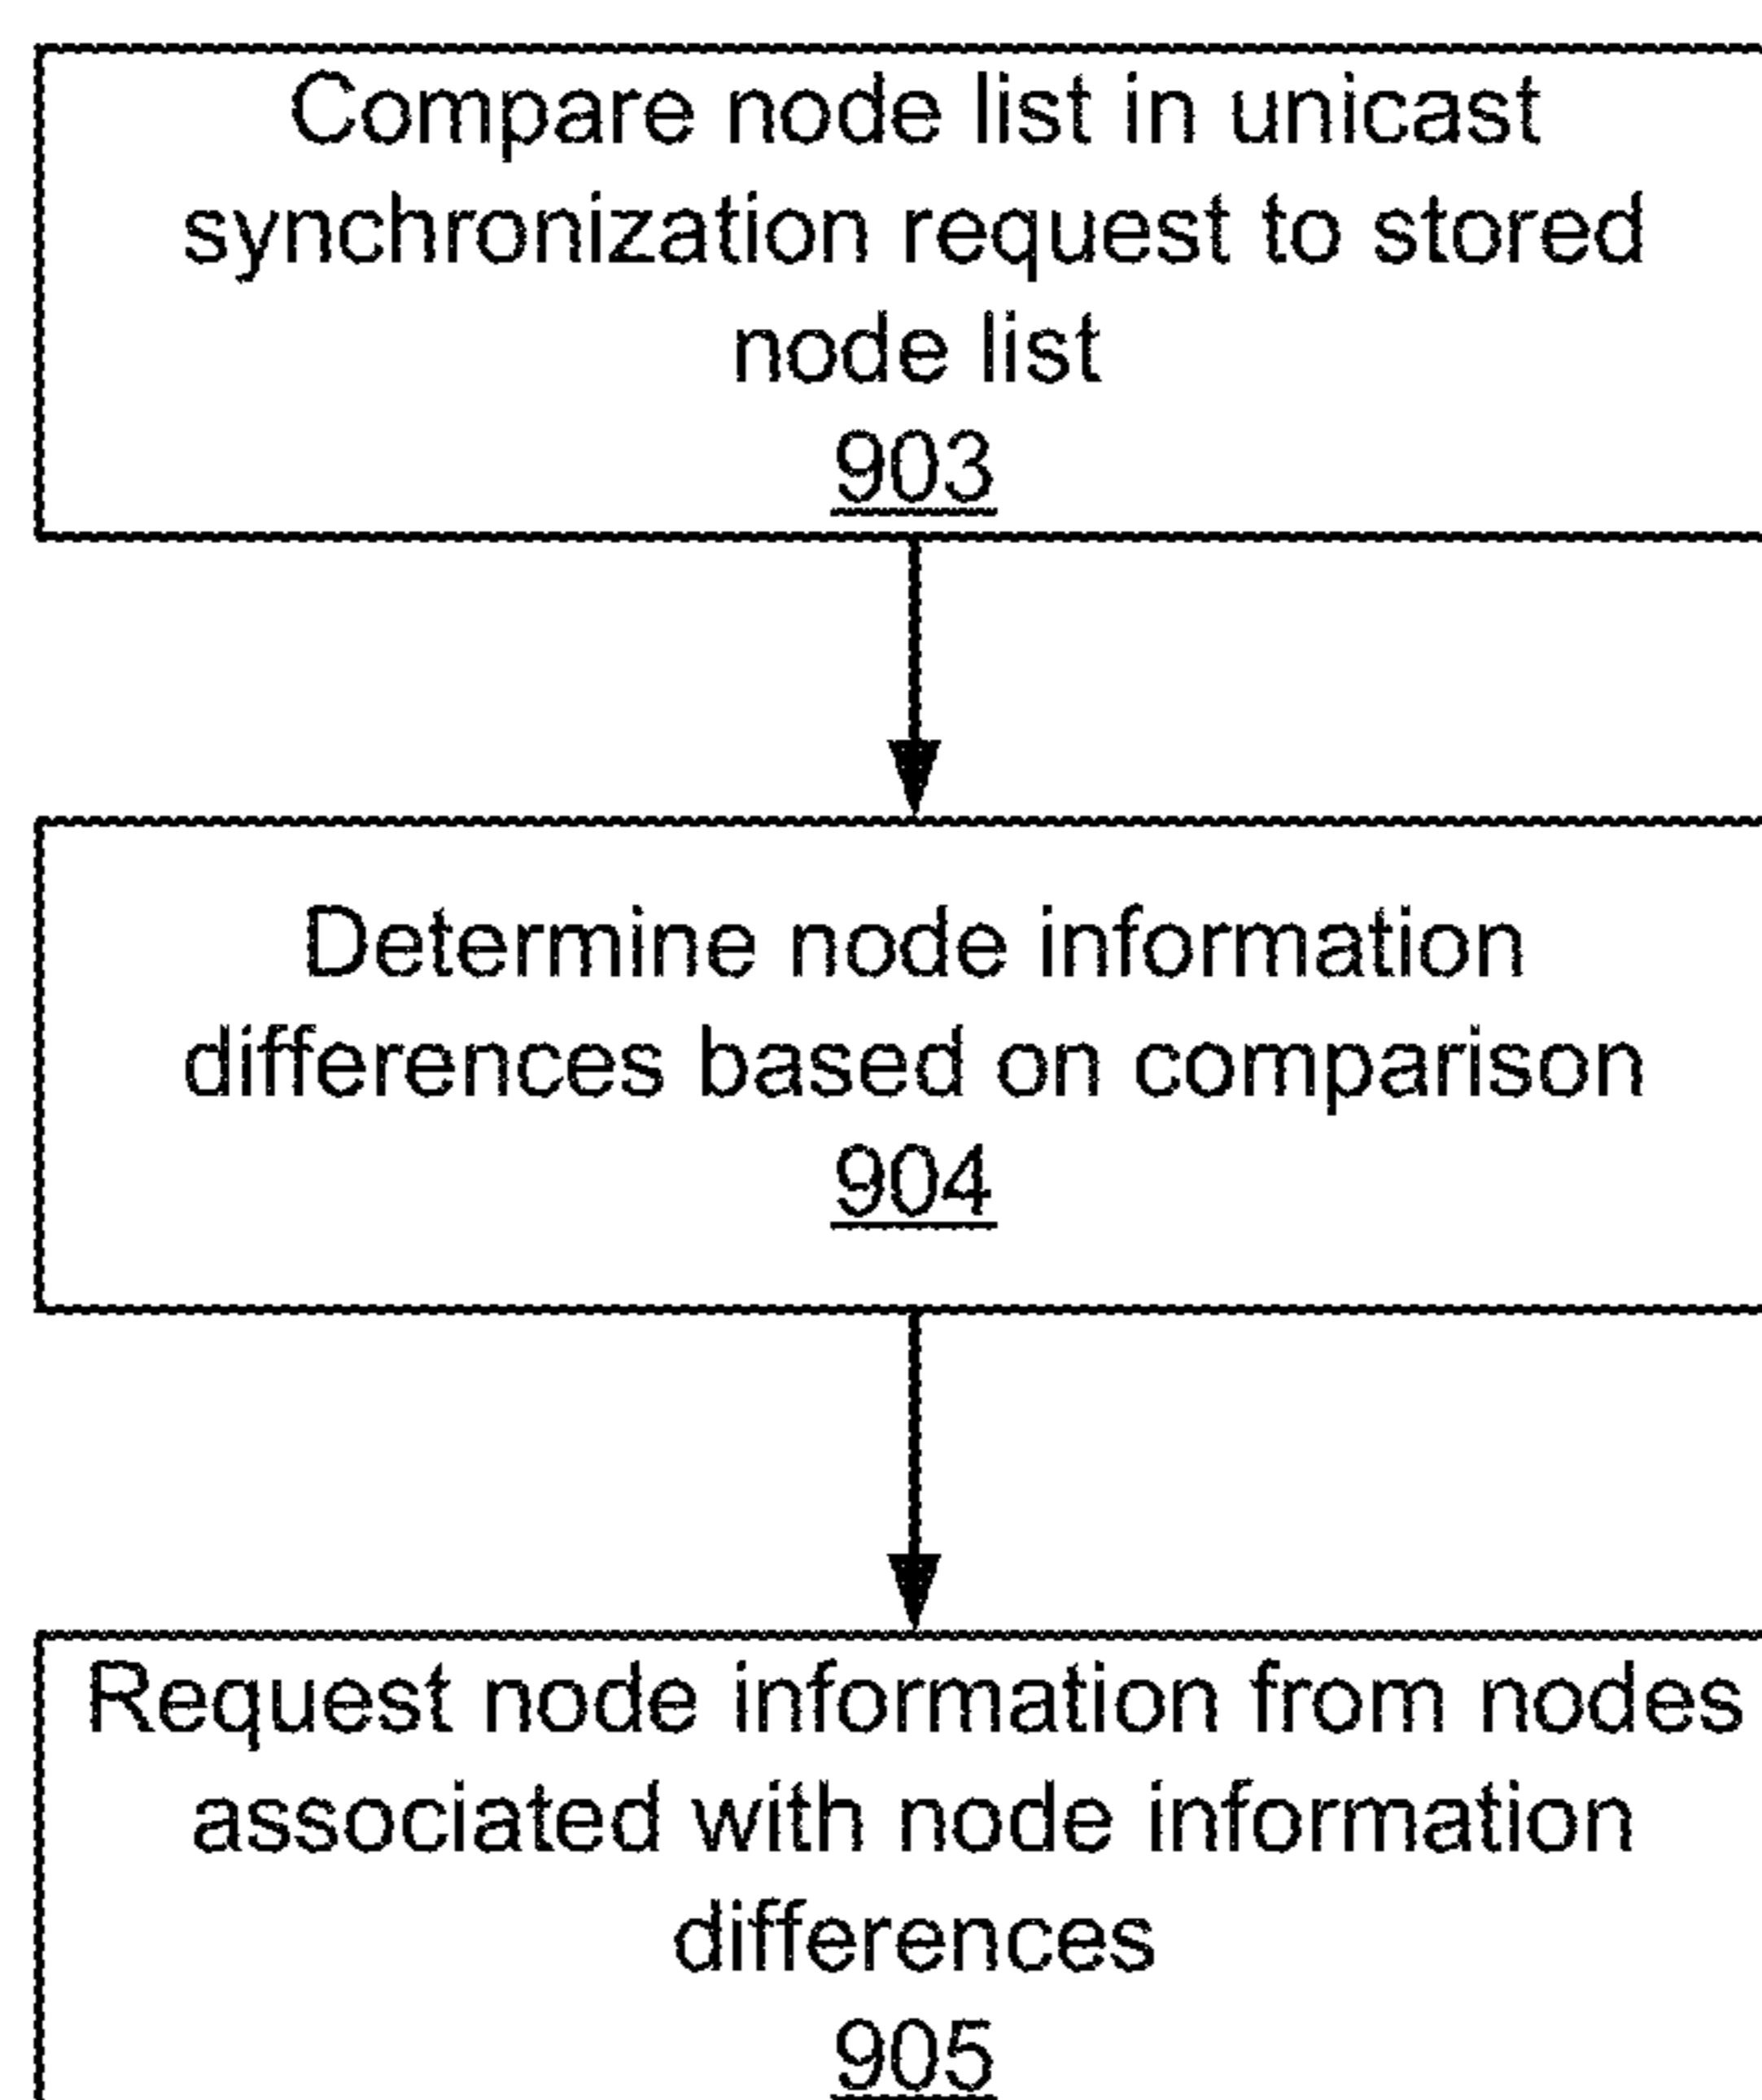 Compare node list in unicast
synchronization request to stored
node list
903
Determine node information
differences based on comparison
904
Request node information from nodes
associated with node information
differences
905